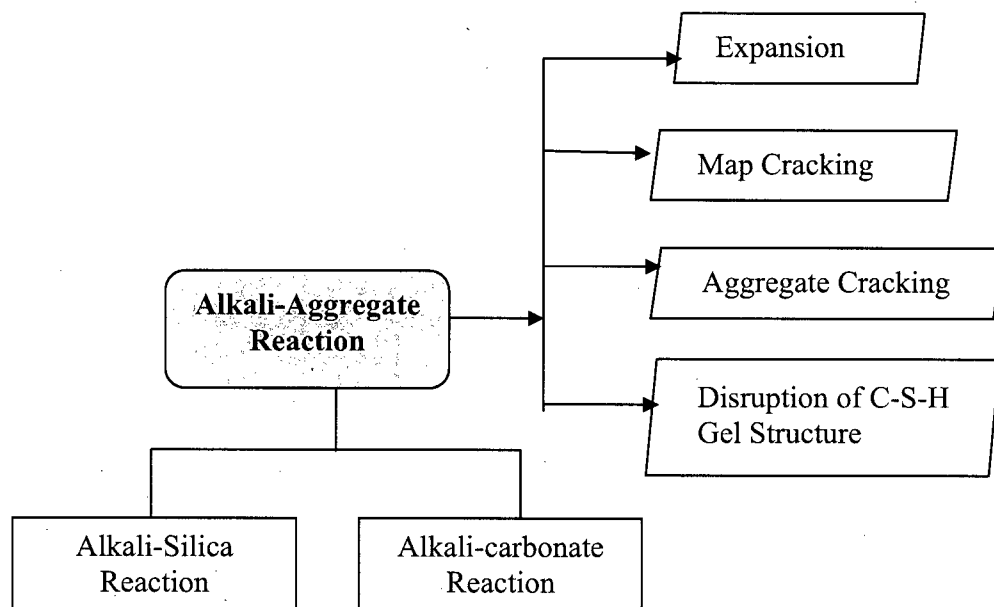 Expansion
Map Cracking
Aggregate Cracking
Disruption of C-S-H
Gel Structure
Alkali-Aggregate
Reaction
Alkali-Silica
Reaction
Alkali-carbonate
Reaction